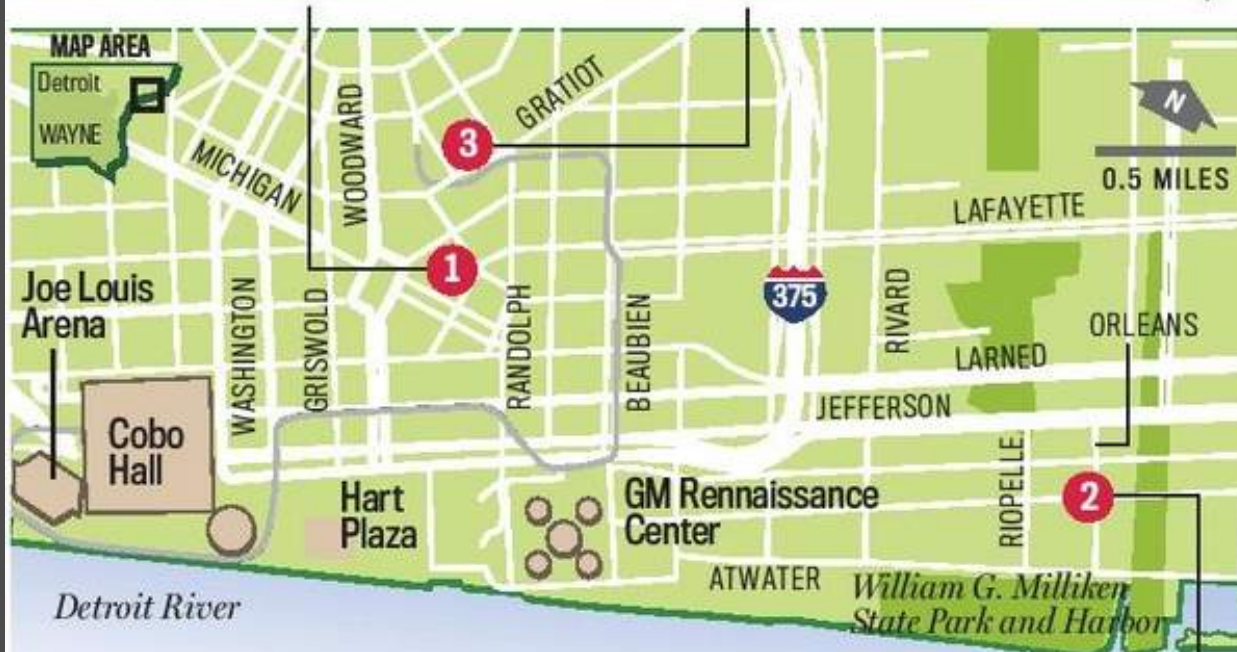 MAP AREA
Detroit
WAYNE
MICHIGAN
WOODWARD
GRATIOT
3
N
0.5 MILES
LAFAYETTE
1
375
Joe Louis
Arena
WASHINGTON
GRISWOLD
RANDOLPH
BEAUBIEN
RIVARD
ORLEANS
LARNED
JEFFERSON
Cobo
Hall
Hart
Plaza
GM Rennaissance
Center
RIOPELLE
2
ATWATER
William G. Milliken
State Park and Harbor
Detroit River